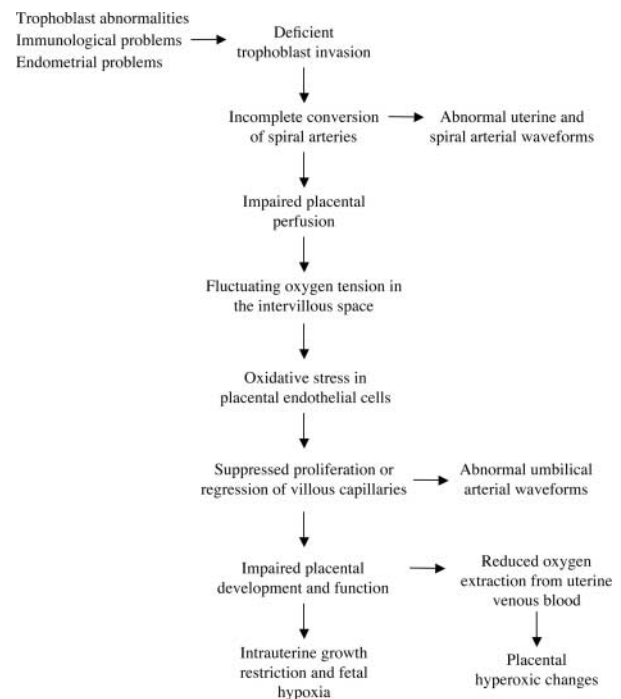 Trophoblast abnormalities
Immunological problems
Endometrial problems
Deficient
trophoblast invasion
Incomplete conversion
of spiral arteries
Abnormal uterine and
spiral arterial waveforms
Impaired placental
perfusion
Fluctuating oxygen tension in
the intervillous space
Oxidative stress in
placental endothelial cells
Suppressed proliferation or
regression of villous capillaries
Abnormal umbilical
arterial waveforms
Impaired placental
development and function
Reduced oxygen
extraction from uterine
venous blood
Intrauterine growth
restriction and fetal
hypoxia
Placental
hyperoxic changes